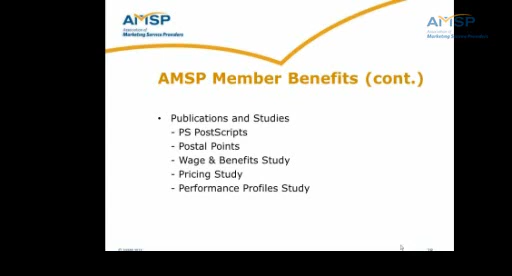 AMSP
Association of
Marketing Service Providers
AMSP
Association of
Marketing Service Providers
AMSP Member Benefits (cont.)
• Publications and Studies
- PS PostScripts
- Postal Points
- Wage & Benefits Study
- Pricing Study
- Performance Profiles Study